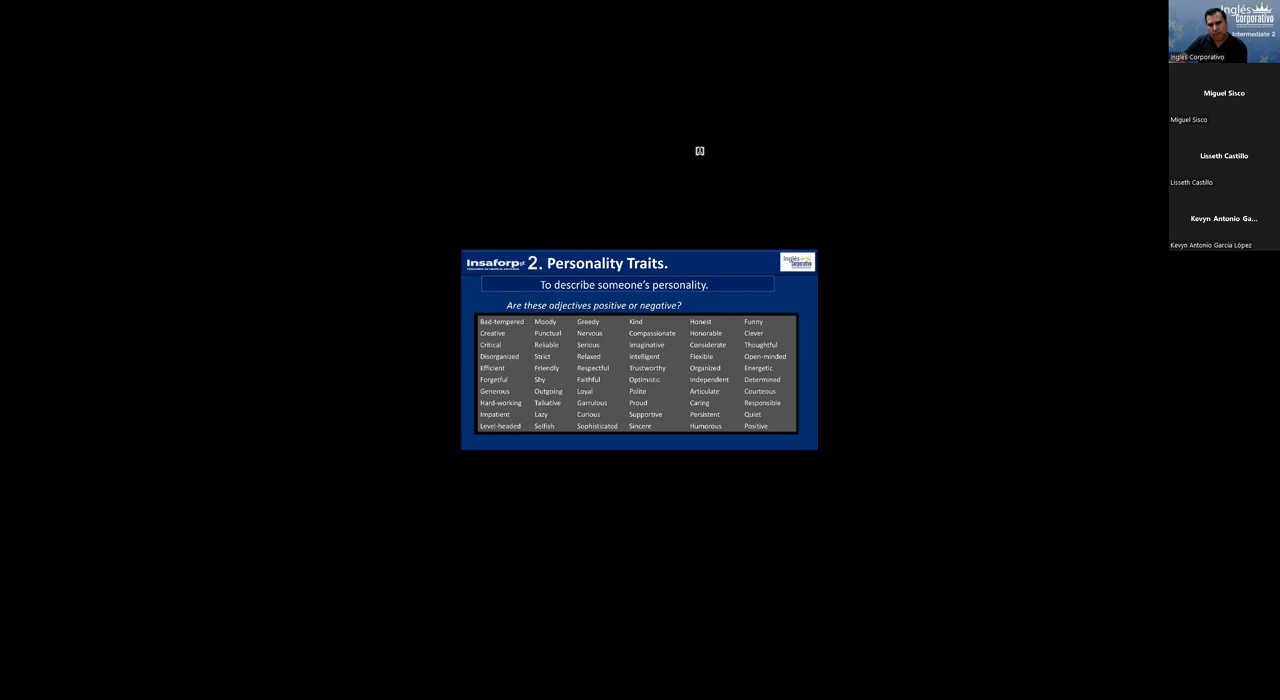 Inglés
Corporativo
Intermediate 2
Inglés Corporativo
Miguel Sisco
Miguel Sisco
Lisseth Castillo
Lisseth Castillo
Kevyn Antonio Ga...
Kevyn Antonio García López
Insaforp 2. Personality Traits.
Inglés
Corporativo
To describe someone's personality.
Are these adjectives positive or negative?
Bad-tempered Moody Greedy Kind Honest Funny
Creative Punctual Nervous Compassionate Honorable Clever
Critical Reliable Serious Imaginative Considerate Thoughtful
Disorganized Strict Relaxed Intelligent Flexible Open-minded
Efficient Friendly Respectful Trustworthy Organized Energetic
Forgetful Shy Faithful Optimistic Independent Determined
Generous Outgoing Loyal Polite Articulate Courteous
Hard-working Talkative Garrulous Proud Caring Responsible
Impatient Lazy Curious Supportive Persistent Quiet
Level-headed Selfish Sophisticated Sincere Humorous Positive